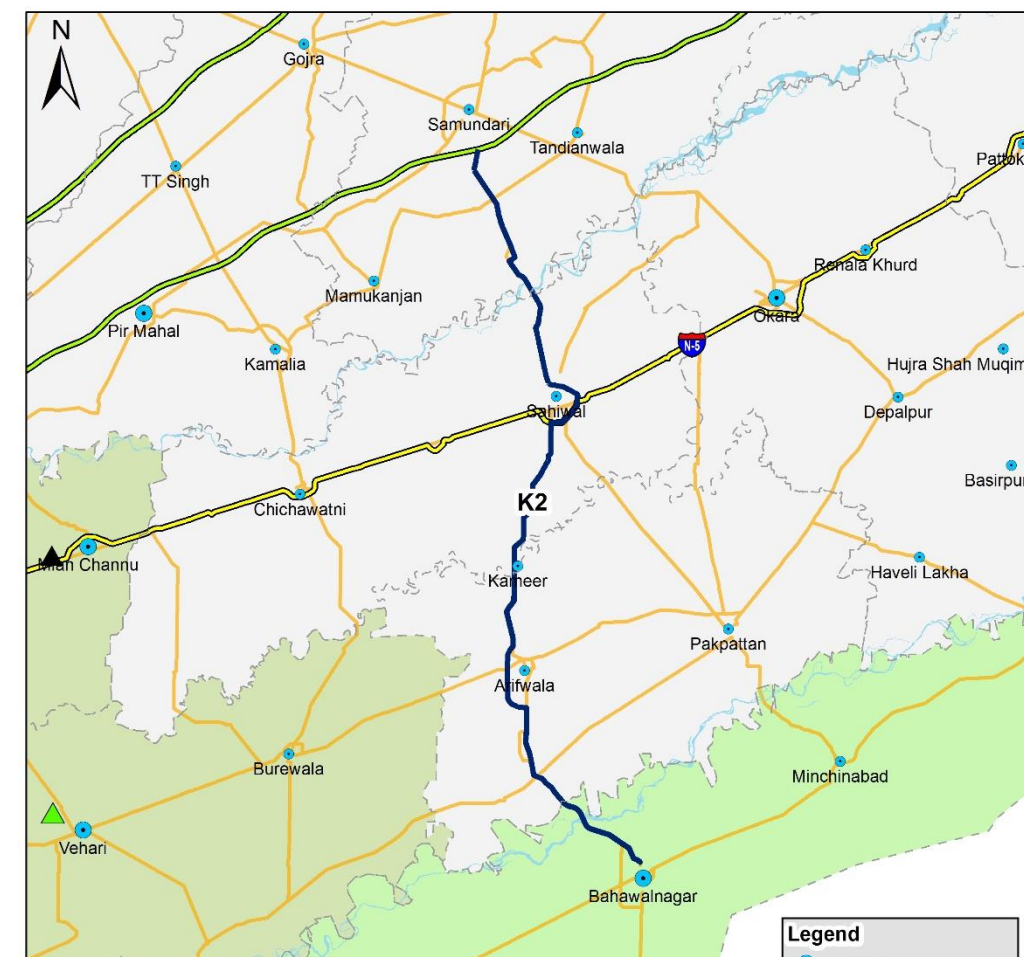 N
Gojra
Samundari
Tandianwala
TT Singh
Pattok
Renala Khurd
Mamukanjan
Okara
Pir Mahal
Kamalia
N-5
Hujra Shah Muqim
Sahiwal
Depalpur
Basirpur
Chichawatni
K2
Mian Channu
Karneer
Haveli Lakha
Pakpattan
Arifwala
Burewala
Minchinabad
Vehari
Bahawalnagar
Legend